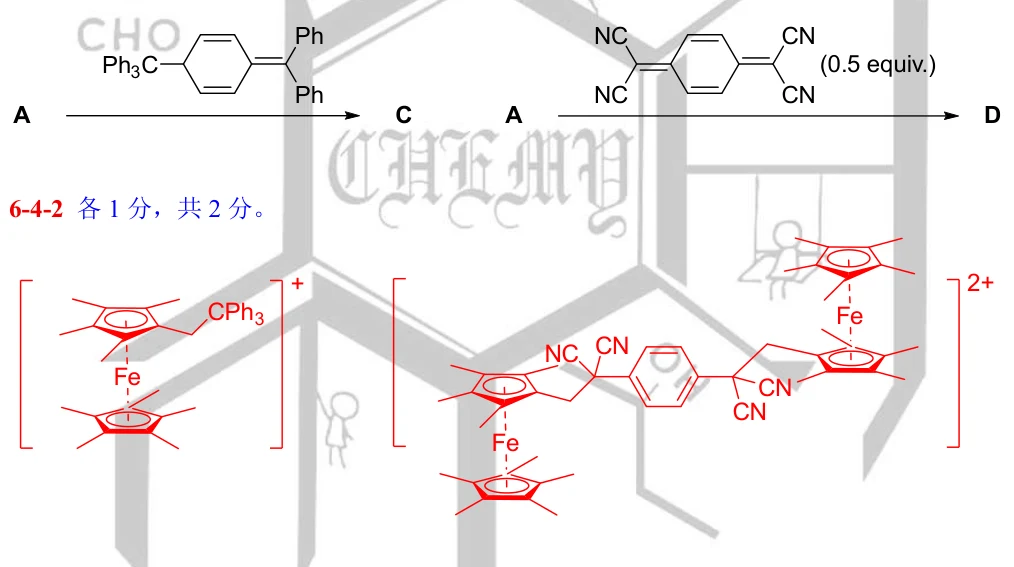 CHO
Ph
Ph3C
Ph
NC
CN
NC
CN
(0.5 equiv.)
A
C
A
D
CHEMY
6-4-2 各 1 分，共 2 分。
+
CPh3
Fe
2+
Fe
NC
CN
CN
CN
Fe